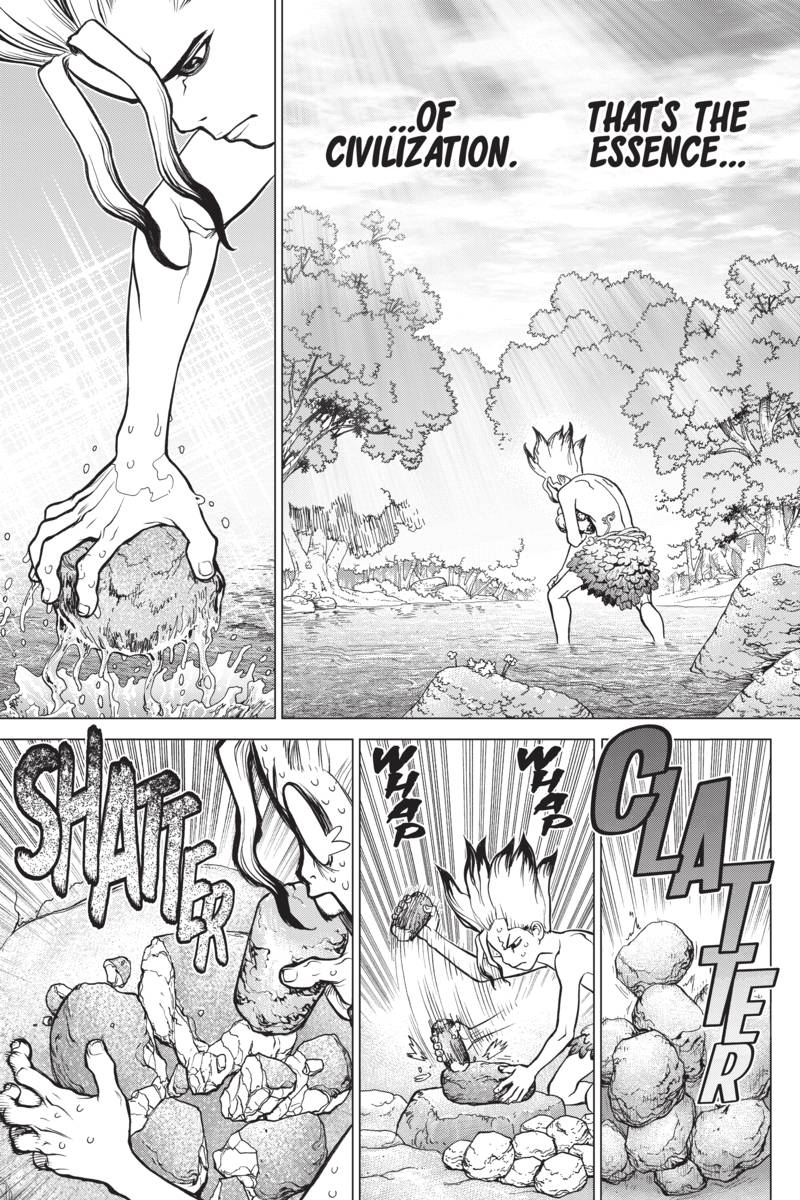 THAT'S THE
ESSENCE...
...OF
CIVILIZATION.
CLATTER
WHAP
WHAP
SHATTER